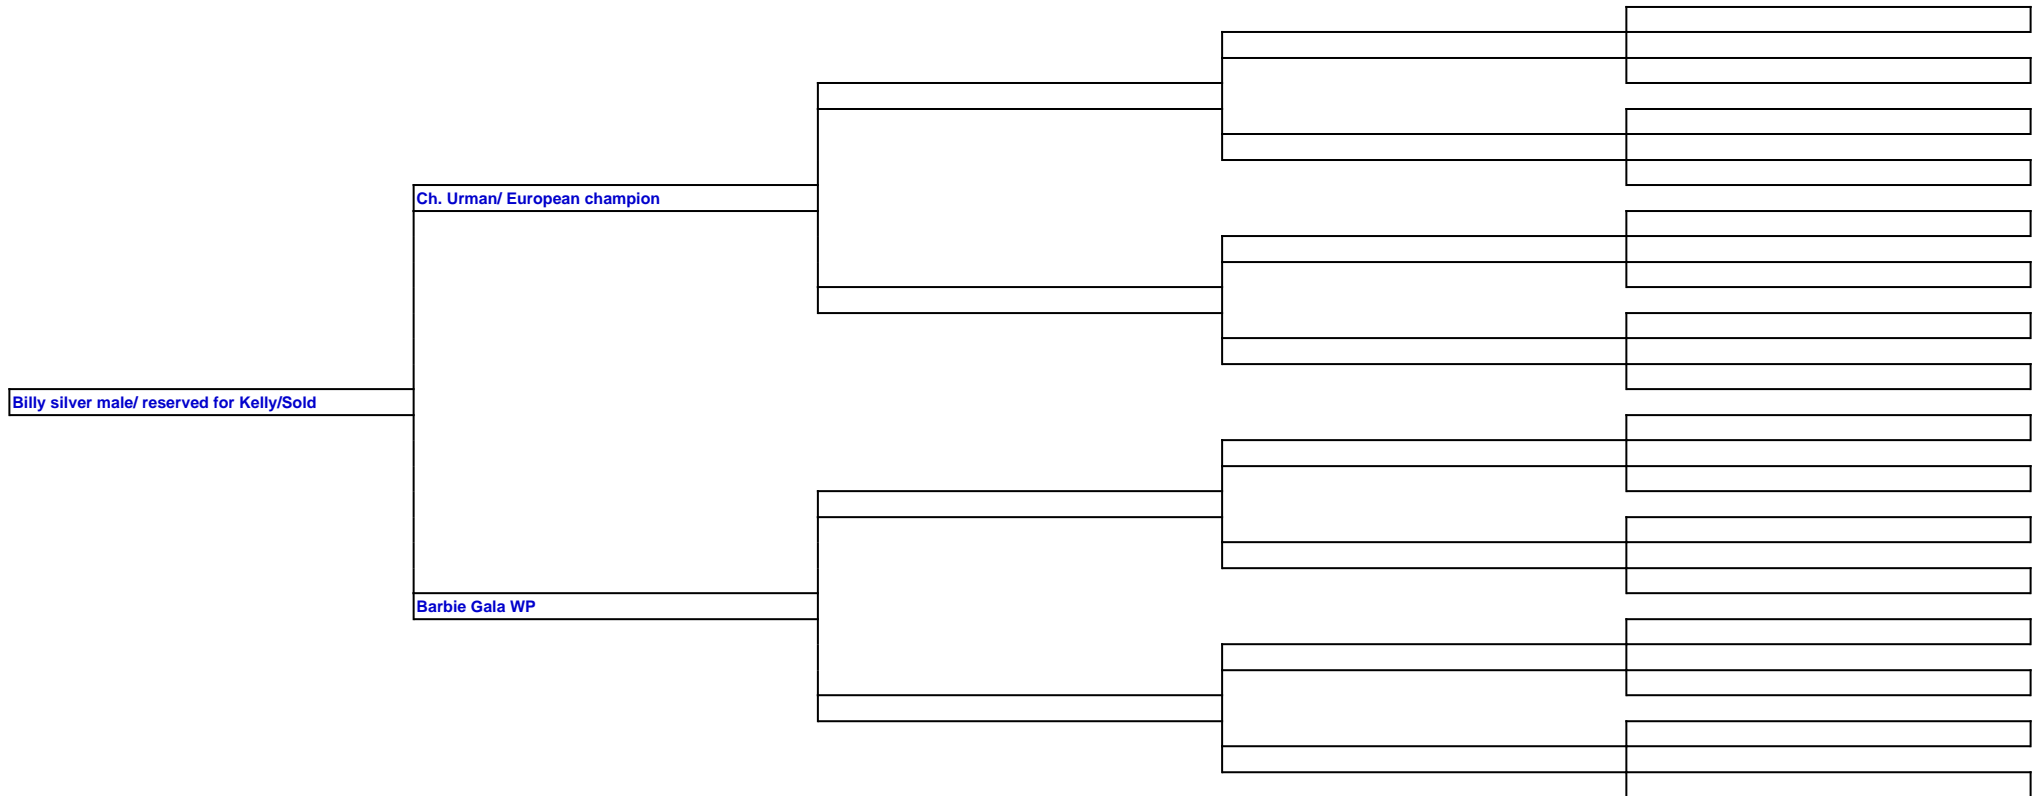 Ch. Urman/ European champion
Billy silver male/ reserved for Kelly/Sold
Barbie Gala WP